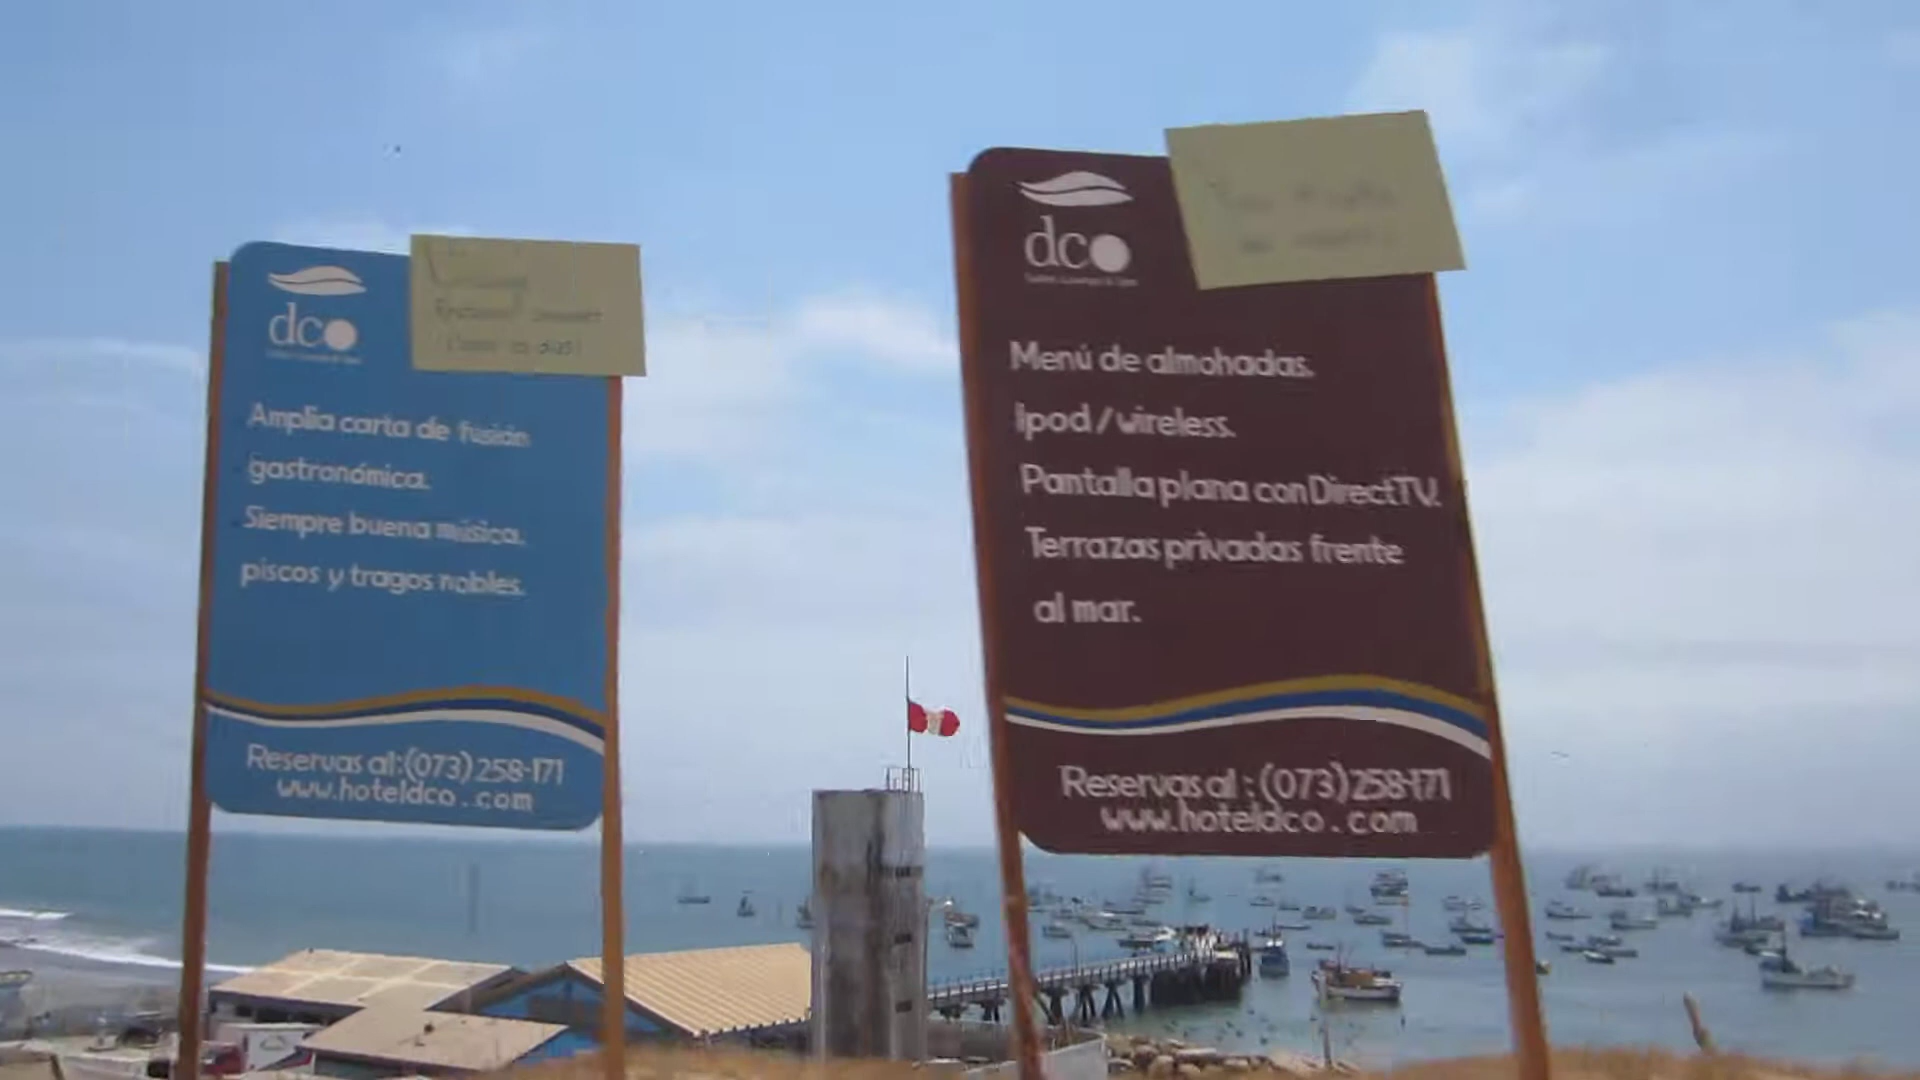 dco
Amplia carta de fusión
gastronómica.
Siempre buena música.
piscos y tragos nobles.
Reservas al:(073)258-171
www.hoteldco.com
dco
Menú de almohadas.
Ipod/wireless.
Pantalla plana con DirectTV.
Terrazas privadas frente
al mar.
Reservas al:(073)258-171
www.hoteldco.com